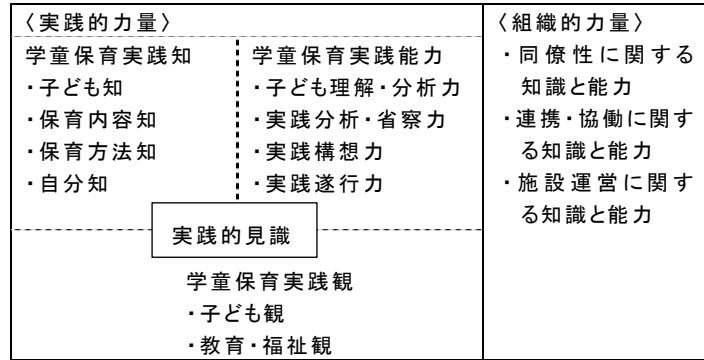 〈実践的力量〉
学童保育実践知
・子ども知
・保育内容知
・保育方法知
・自分知
学童保育実践能力
・子ども理解・分析力
・実践分析・省察力
・実践構想力
・実践遂行力
実践的見識
学童保育実践観
・子ども観
・教育・福祉観
〈組織的力量〉
・同僚性に関する
知識と能力
・連携・協働に関す
る知識と能力
・施設運営に関す
る知識と能力